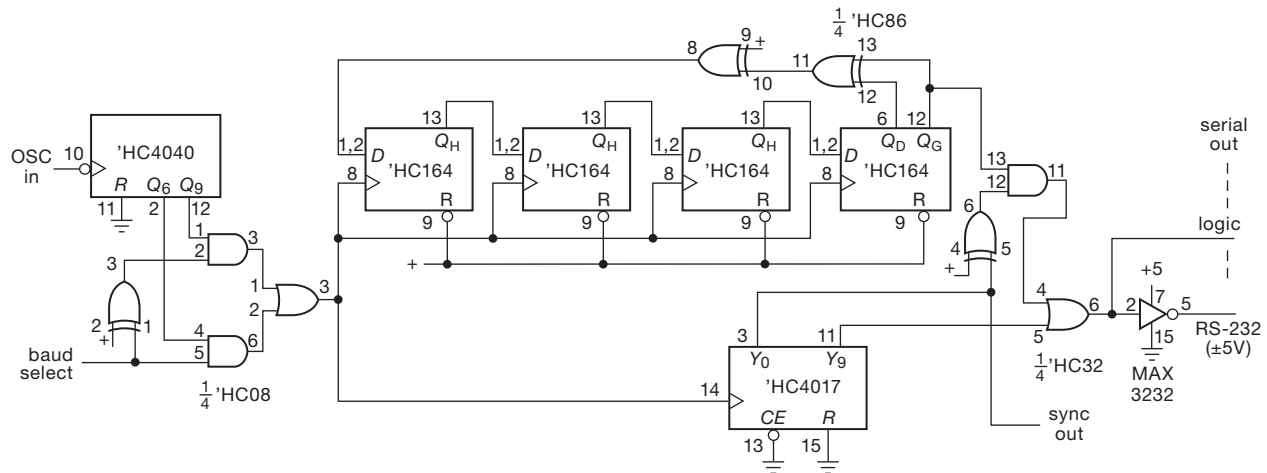 1/4 'HC86
8
9
+
10
11
13
12
13
13
13
6
12
QH
QH
QH
QD
QG
1,2
D
'HC164
8
R
9
1,2
'HC164
8
R
9
1,2
'HC164
8
R
9
1,2
D
'HC164
8
R
9
+
OSC
in
10
'HC4040
R
Q6
Q9
11
2
12
3
2
+
1
1
2
3
4
5
6
baud
select
1/4 'HC08
1
2
3
13
12
11
6
4
5
+
3
11
Y0
Y9
14
'HC4017
CE
R
13
15
4
5
6
1/4 'HC32
serial
out
logic
+5
2
7
5
15
RS-232
(±5V)
MAX
3232
sync
out